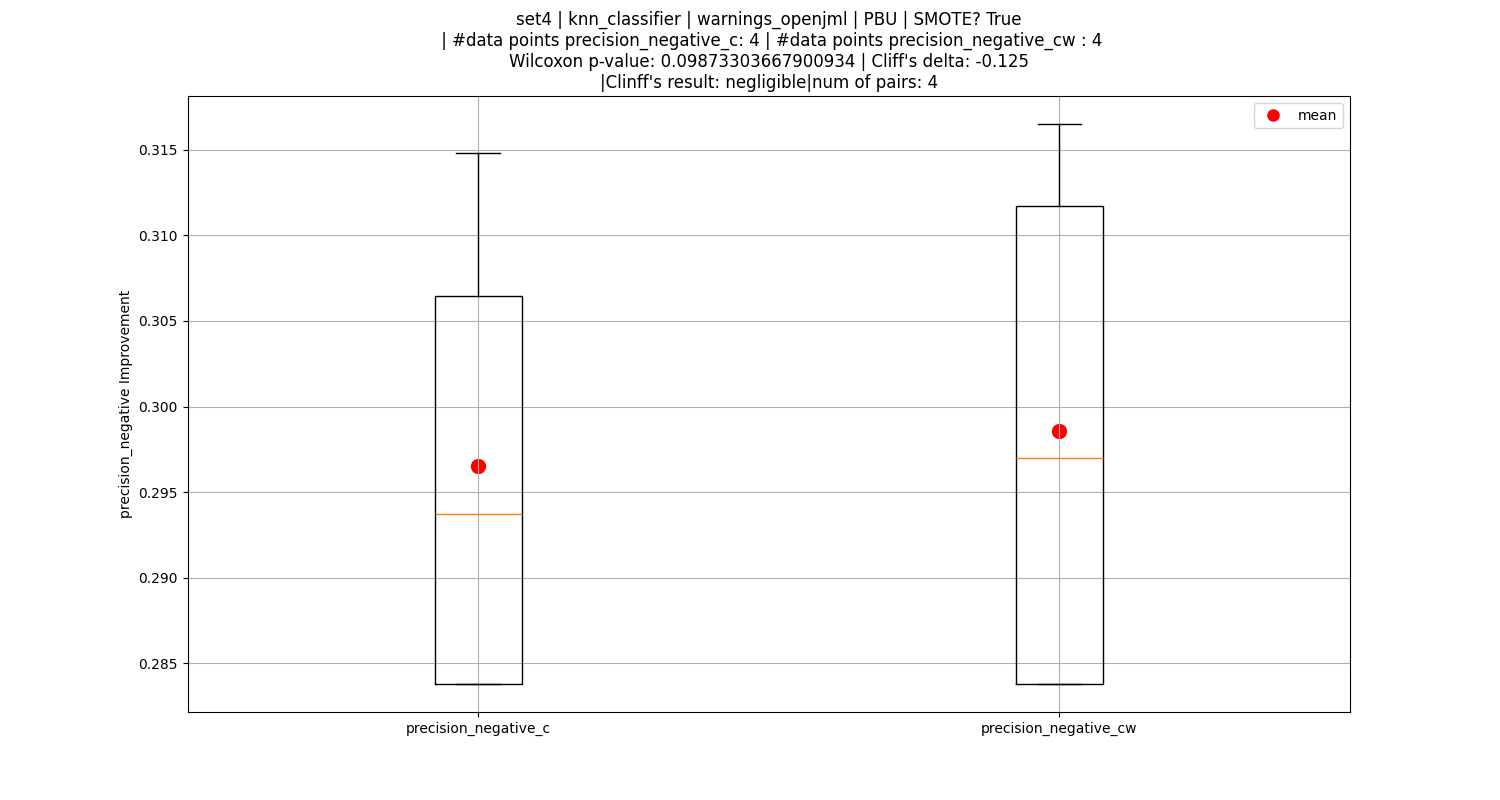 set4 | knn_classifier | warnings_openjml | PBU | SMOTE? True
| #data points precision_negative_c: 4 | #data points precision_negative_cw : 4
Wilcoxon p-value: 0.09873303667900934 | Cliff's delta: -0.125
|Clinff's result: negligible|num of pairs: 4
mean
0.315
0.310
0.305
0.300
0.295
0.290
0.285
precision_negative Improvement
precision_negative_c
precision_negative_cw